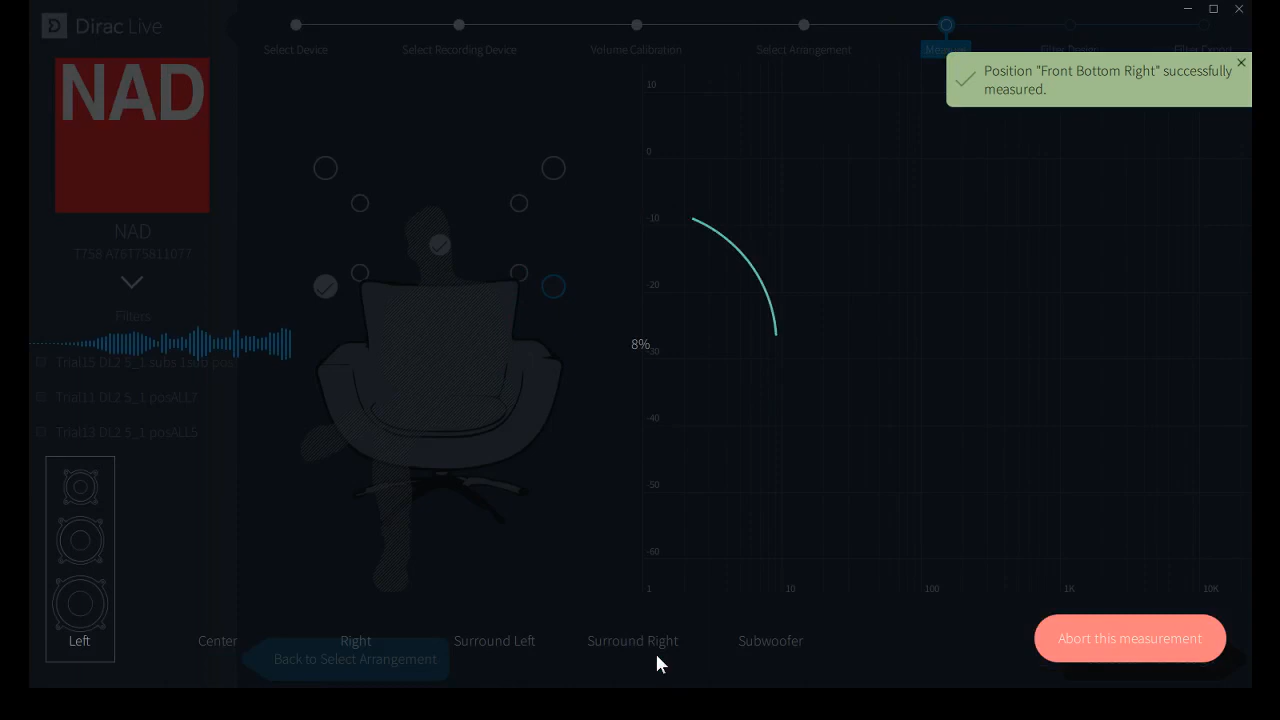 Dirac Live
Select Device
Select Recording Device
Volume Calibration
Select Arrangement
Measure
Filter Design
Filter Export
Position "Front Bottom Right" successfully
measured.
NAD
NAD
T758 A76T75811077
Filters
Trial15 DL2 5_1 subs 1sub pos
Trial11 DL2 5_1 posALL7
Trial13 DL2 5_1 posALL5
10
0
-10
-20
8%
-30
-40
-50
-60
1
10
100
1K
10K
Left
Center
Right
Surround Left
Surround Right
Subwoofer
Abort this measurement
Back to Select Arrangement